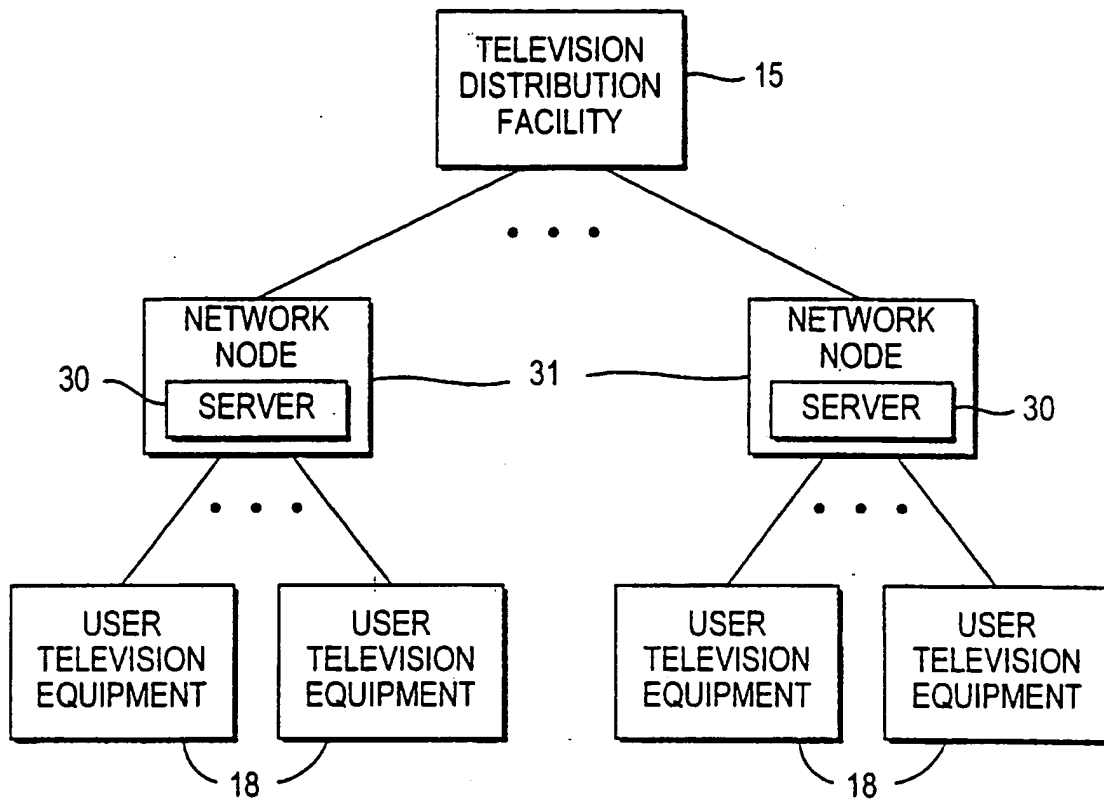 TELEVISION
DISTRIBUTION
FACILITY
15
NETWORK
NODE
SERVER
30
31
NETWORK
NODE
SERVER
30
USER
TELEVISION
EQUIPMENT
USER
TELEVISION
EQUIPMENT
18
USER
TELEVISION
EQUIPMENT
USER
TELEVISION
EQUIPMENT
18